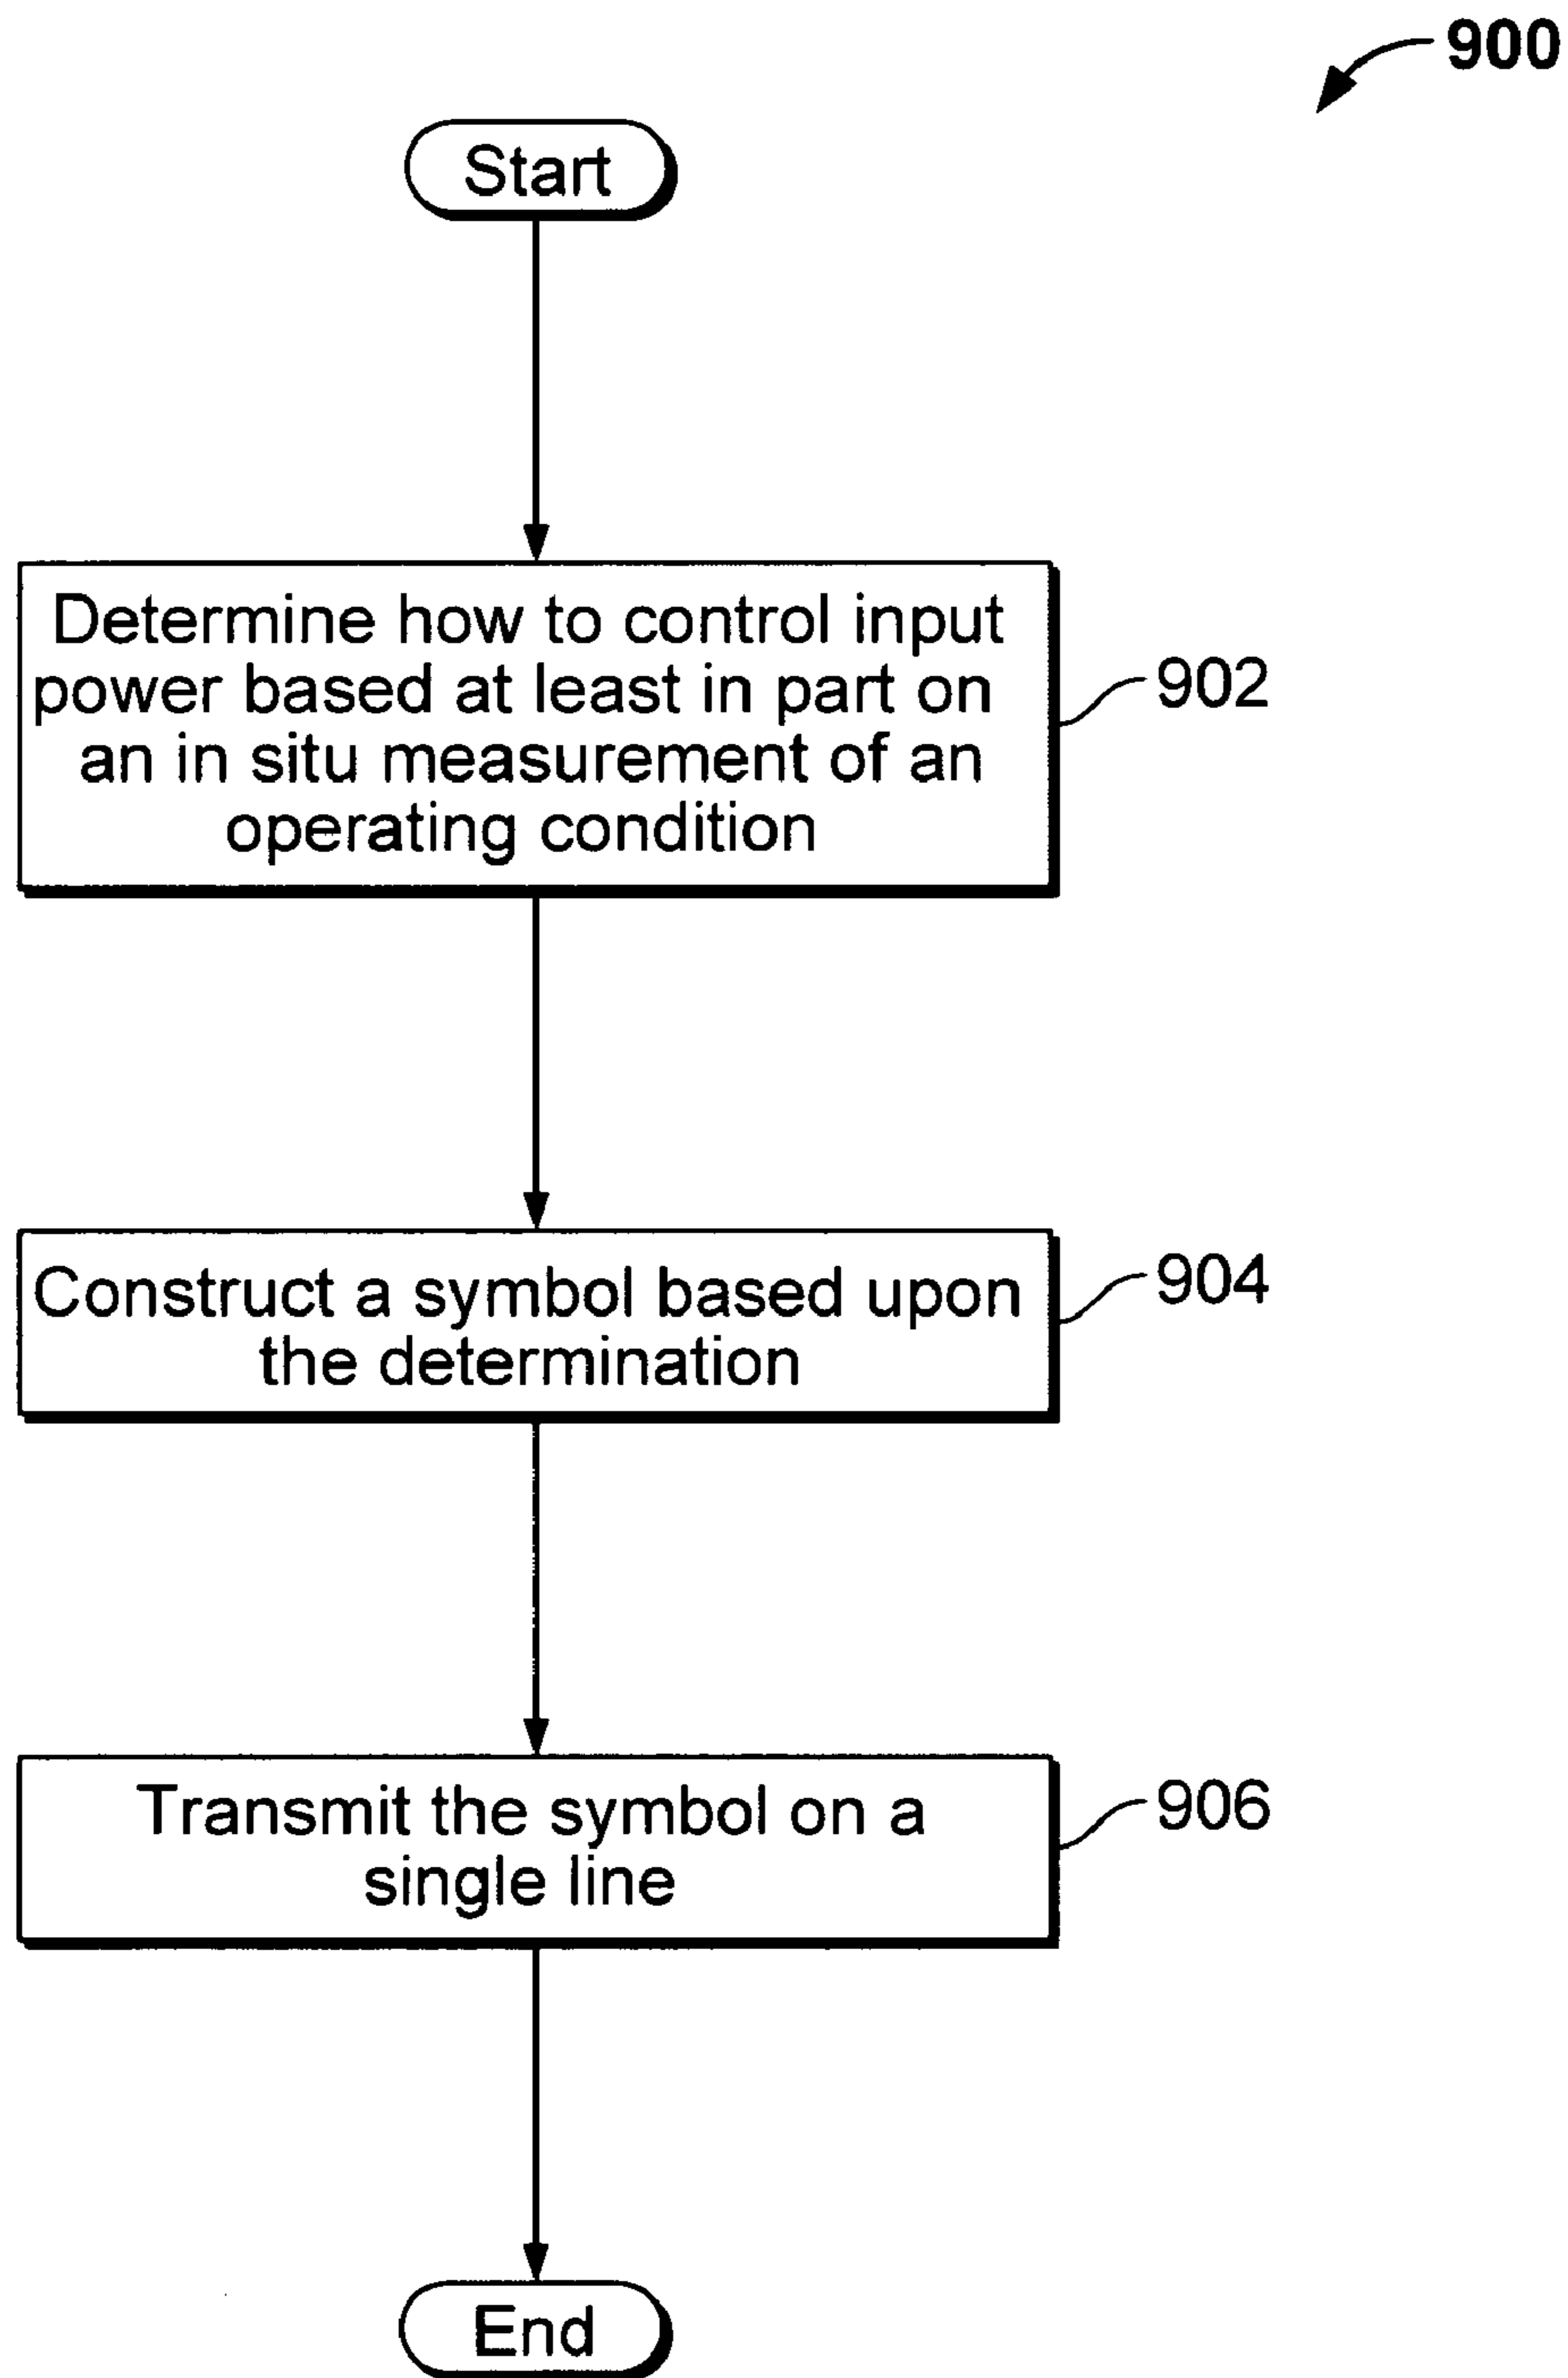 900
Start
Determine how to control input
power based at least in part on
an in situ measurement of an
operating condition
902
Construct a symbol based upon
the determination
904
Transmit the symbol on a
single line
906
End